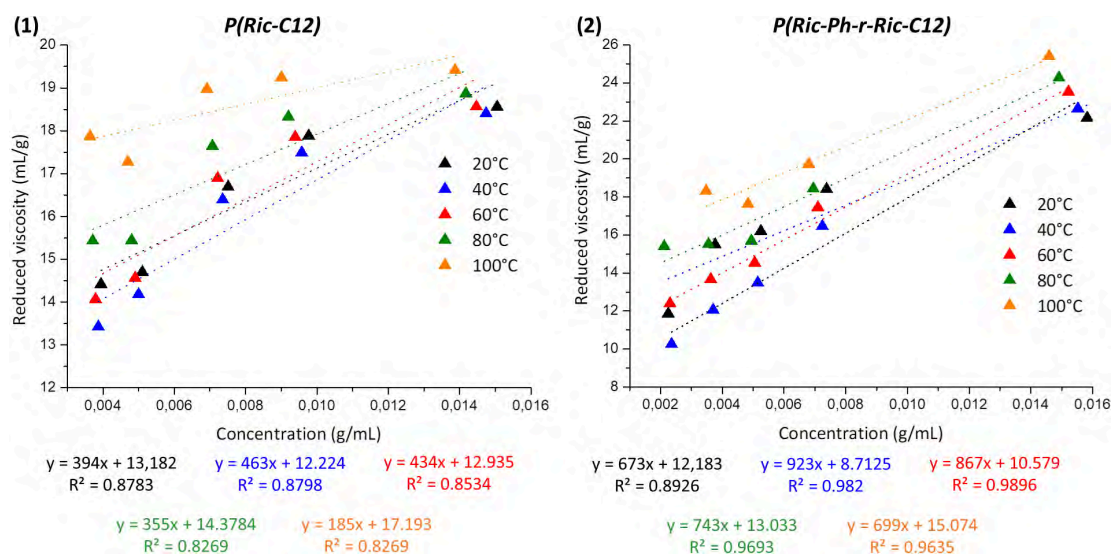 (1)
P(Ric-C12)
Reduced viscosity (mL/g)
20
19
18
17
16
15
14
13
12
20°C
40°C
60°C
80°C
100°C
0,004
0,006
0,008
0,010
0,012
0,014
0,016
Concentration (g/mL)
y = 394x + 13,182
R² = 0.8783
y = 463x + 12.224
R² = 0.8798
y = 434x + 12.935
R² = 0.8534
y = 355x + 14.3784
R² = 0.8269
y = 185x + 17.193
R² = 0.8269
(2)
P(Ric-Ph-r-Ric-C12)
Reduced viscosity (mL/g)
26
24
22
20
18
16
14
12
10
8
20°C
40°C
60°C
80°C
100°C
0,002
0,004
0,006
0,008
0,010
0,012
0,014
0,016
Concentration (g/mL)
y = 673x + 12,183
R² = 0.8926
y = 923x + 8.7125
R² = 0.982
y = 867x + 10.579
R² = 0.9896
y = 743x + 13.033
R² = 0.9693
y = 699x + 15.074
R² = 0.9635